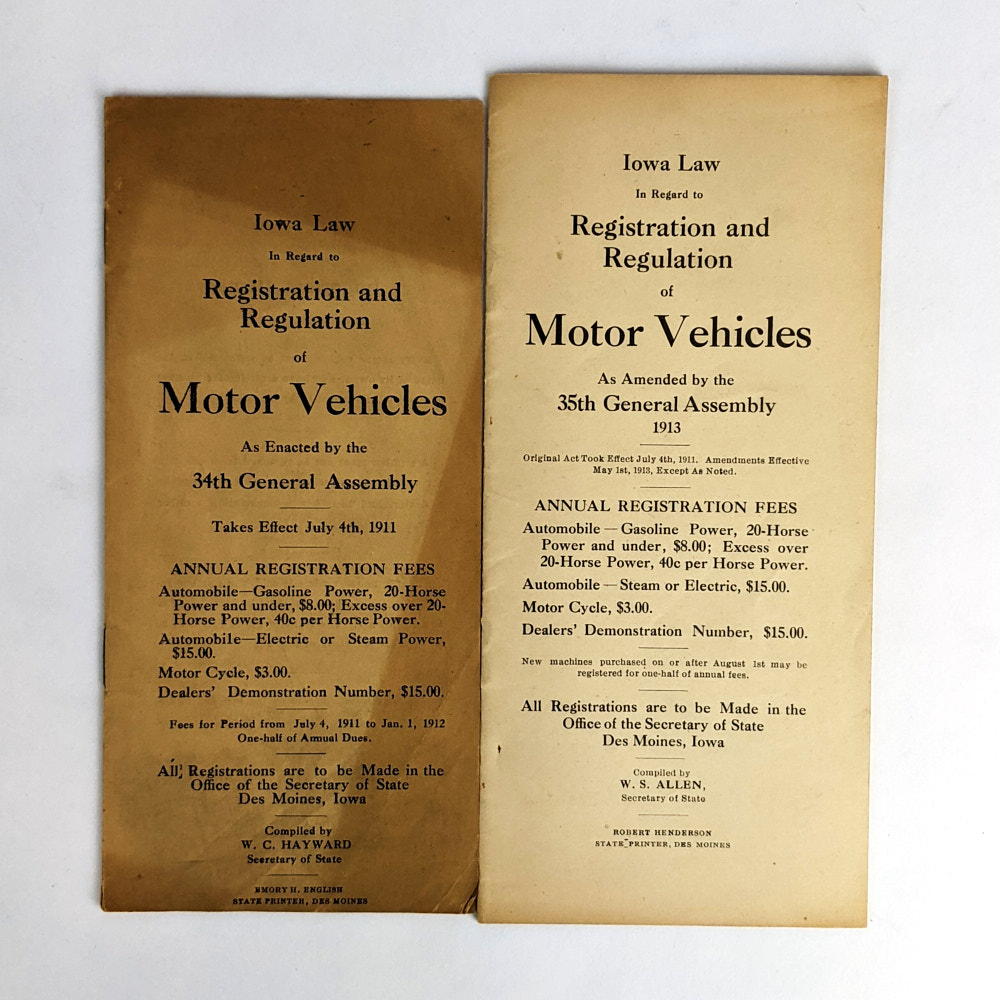 Iowa Law
In Regard to
Registration and
Regulation
of
Motor Vehicles
As Enacted by the
34th General Assembly
Takes Effect July 4th, 1911
ANNUAL REGISTRATION FEES
Automobile—Gasoline Power, 20-Horse
Power and under, $8.00; Excess over 20-
Horse Power, 40c per Horse Power.
Automobile—Electric or Steam Power,
$15.00.
Motor Cycle, $3.00.
Dealers' Demonstration Number, $15.00.
Fees for Period from July 4, 1911 to Jan. 1, 1912
One-half of Annual Dues.
All Registrations are to be Made in the
Office of the Secretary of State
Des Moines, Iowa
Compiled by
W. C. HAYWARD
Secretary of State
EMORY H. ENGLISH
STATE PRINTER, DES MOINES
Iowa Law
In Regard to
Registration and
Regulation
of
Motor Vehicles
As Amended by the
35th General Assembly
1913
Original Act Took Effect July 4th, 1911. Amendments Effective
May 1st, 1913, Except As Noted.
ANNUAL REGISTRATION FEES
Automobile — Gasoline Power, 20-Horse
Power and under, $8.00; Excess over
20-Horse Power, 40c per Horse Power.
Automobile — Steam or Electric, $15.00.
Motor Cycle, $3.00.
Dealers' Demonstration Number, $15.00.
New machines purchased on or after August 1st may be
registered for one-half of annual fees.
All Registrations are to be Made in the
Office of the Secretary of State
Des Moines, Iowa
Compiled by
W. S. ALLEN,
Secretary of State
ROBERT HENDERSON
STATE PRINTER, DES MOINES